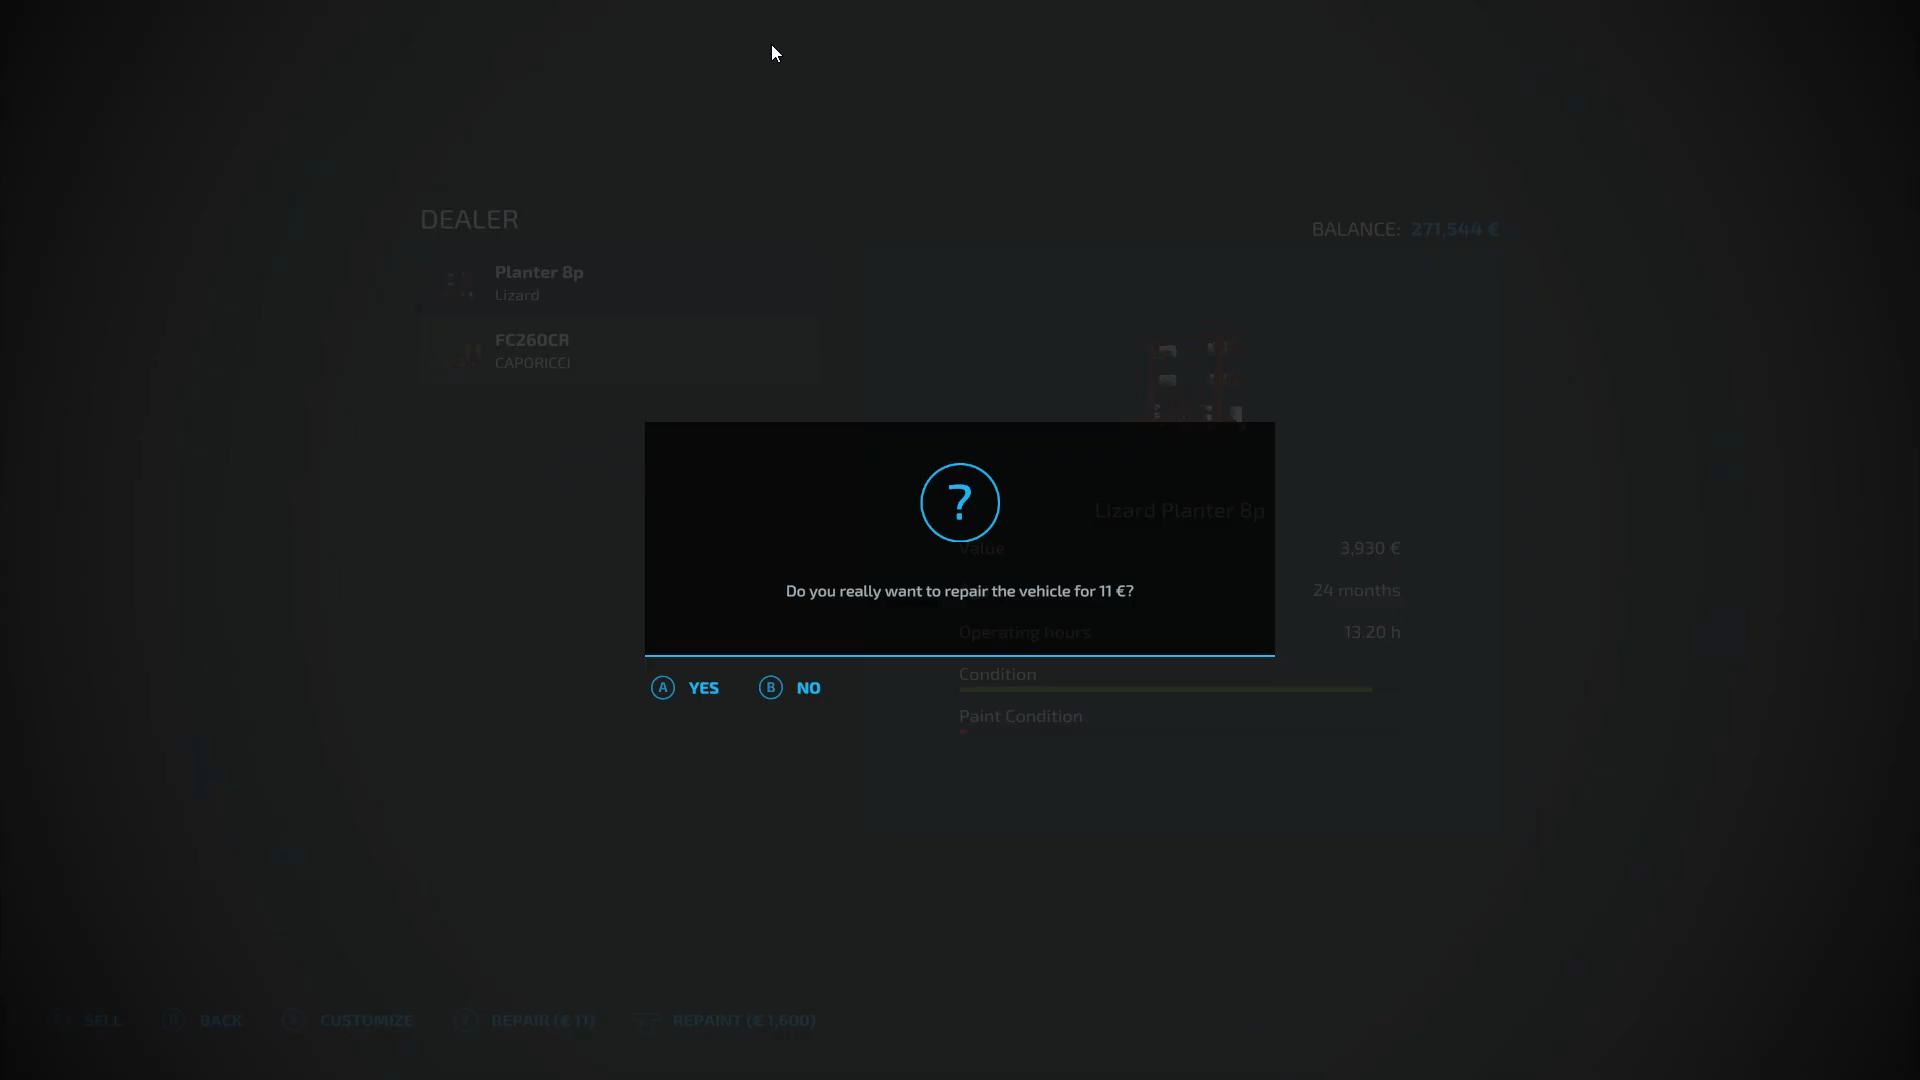 DEALER
BALANCE: 271,544 €
Planter 8p
Lizard
FC260CR
CAPORICCI
?
Lizard Planter 8p
Value 3,930 €
Do you really want to repair the vehicle for 11 €?
24 months
Operating hours 13.20 h
Condition
A YES B NO
Paint Condition
SELL BACK CUSTOMIZE REPAIR (€ 11) REPAINT (€ 1,600)